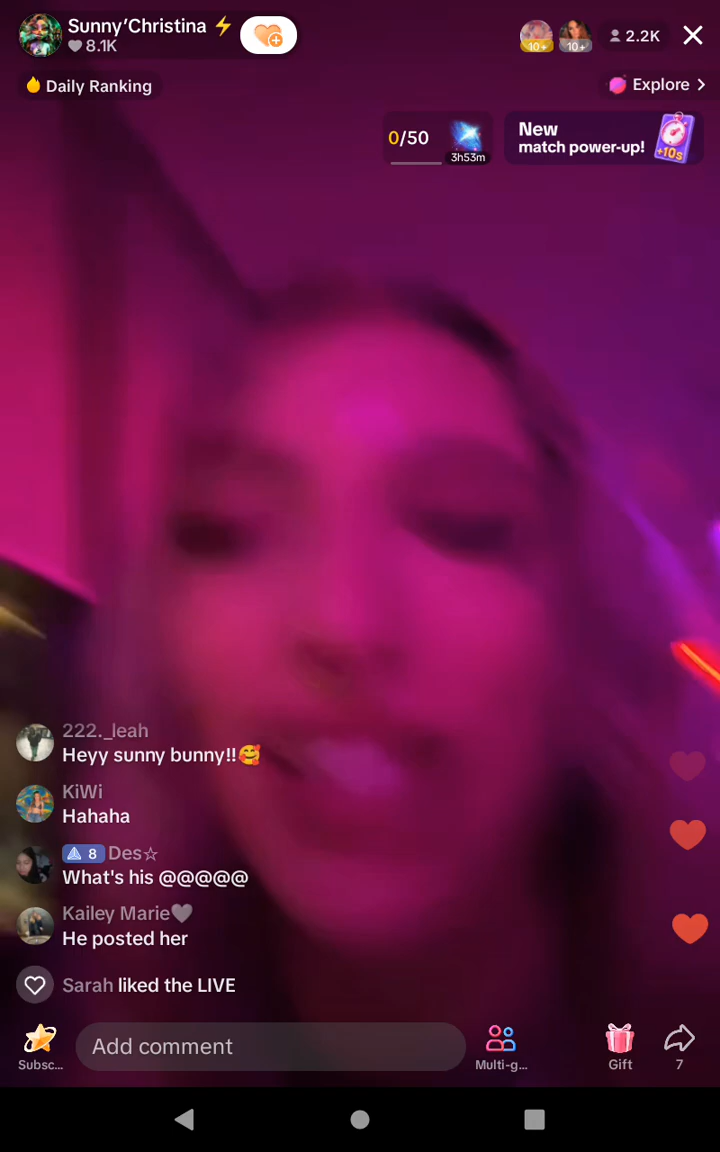 Sunny’Christina ⚡
8.1K
10+
10+
2.2K
Daily Ranking
Explore
0/50
3h53m
New
match power-up!
+10s
222._leah
Heyy sunny bunny!!🥰
KiWi
Hahaha
8 Des☆
What's his @@@@@
Kailey Marie🩶
He posted her
Sarah liked the LIVE
Add comment
Subsc...
Multi-g...
Gift
7